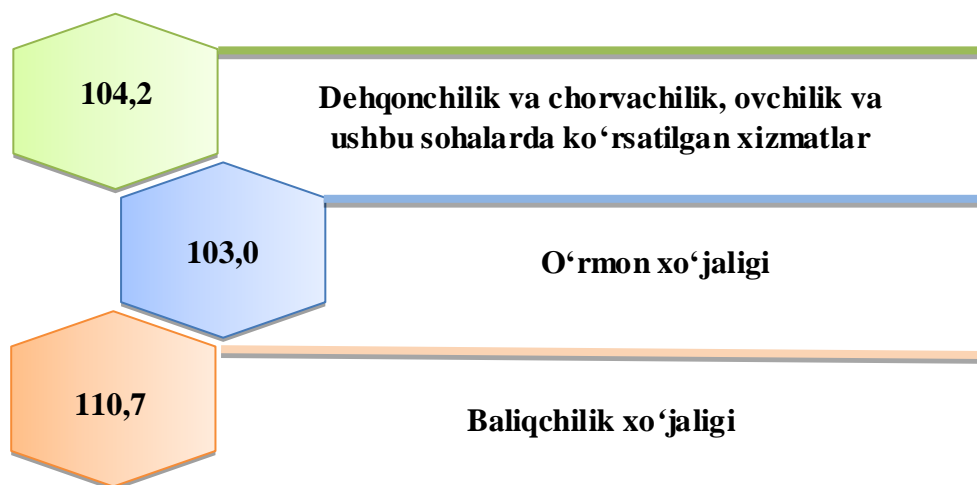 104,2
Dehqonchilik va chorvachilik, ovchilik va
ushbu sohalarda ko‘rsatilgan xizmatlar
103,0
O‘rmon xo‘jaligi
110,7
Baliqchilik xo‘jaligi